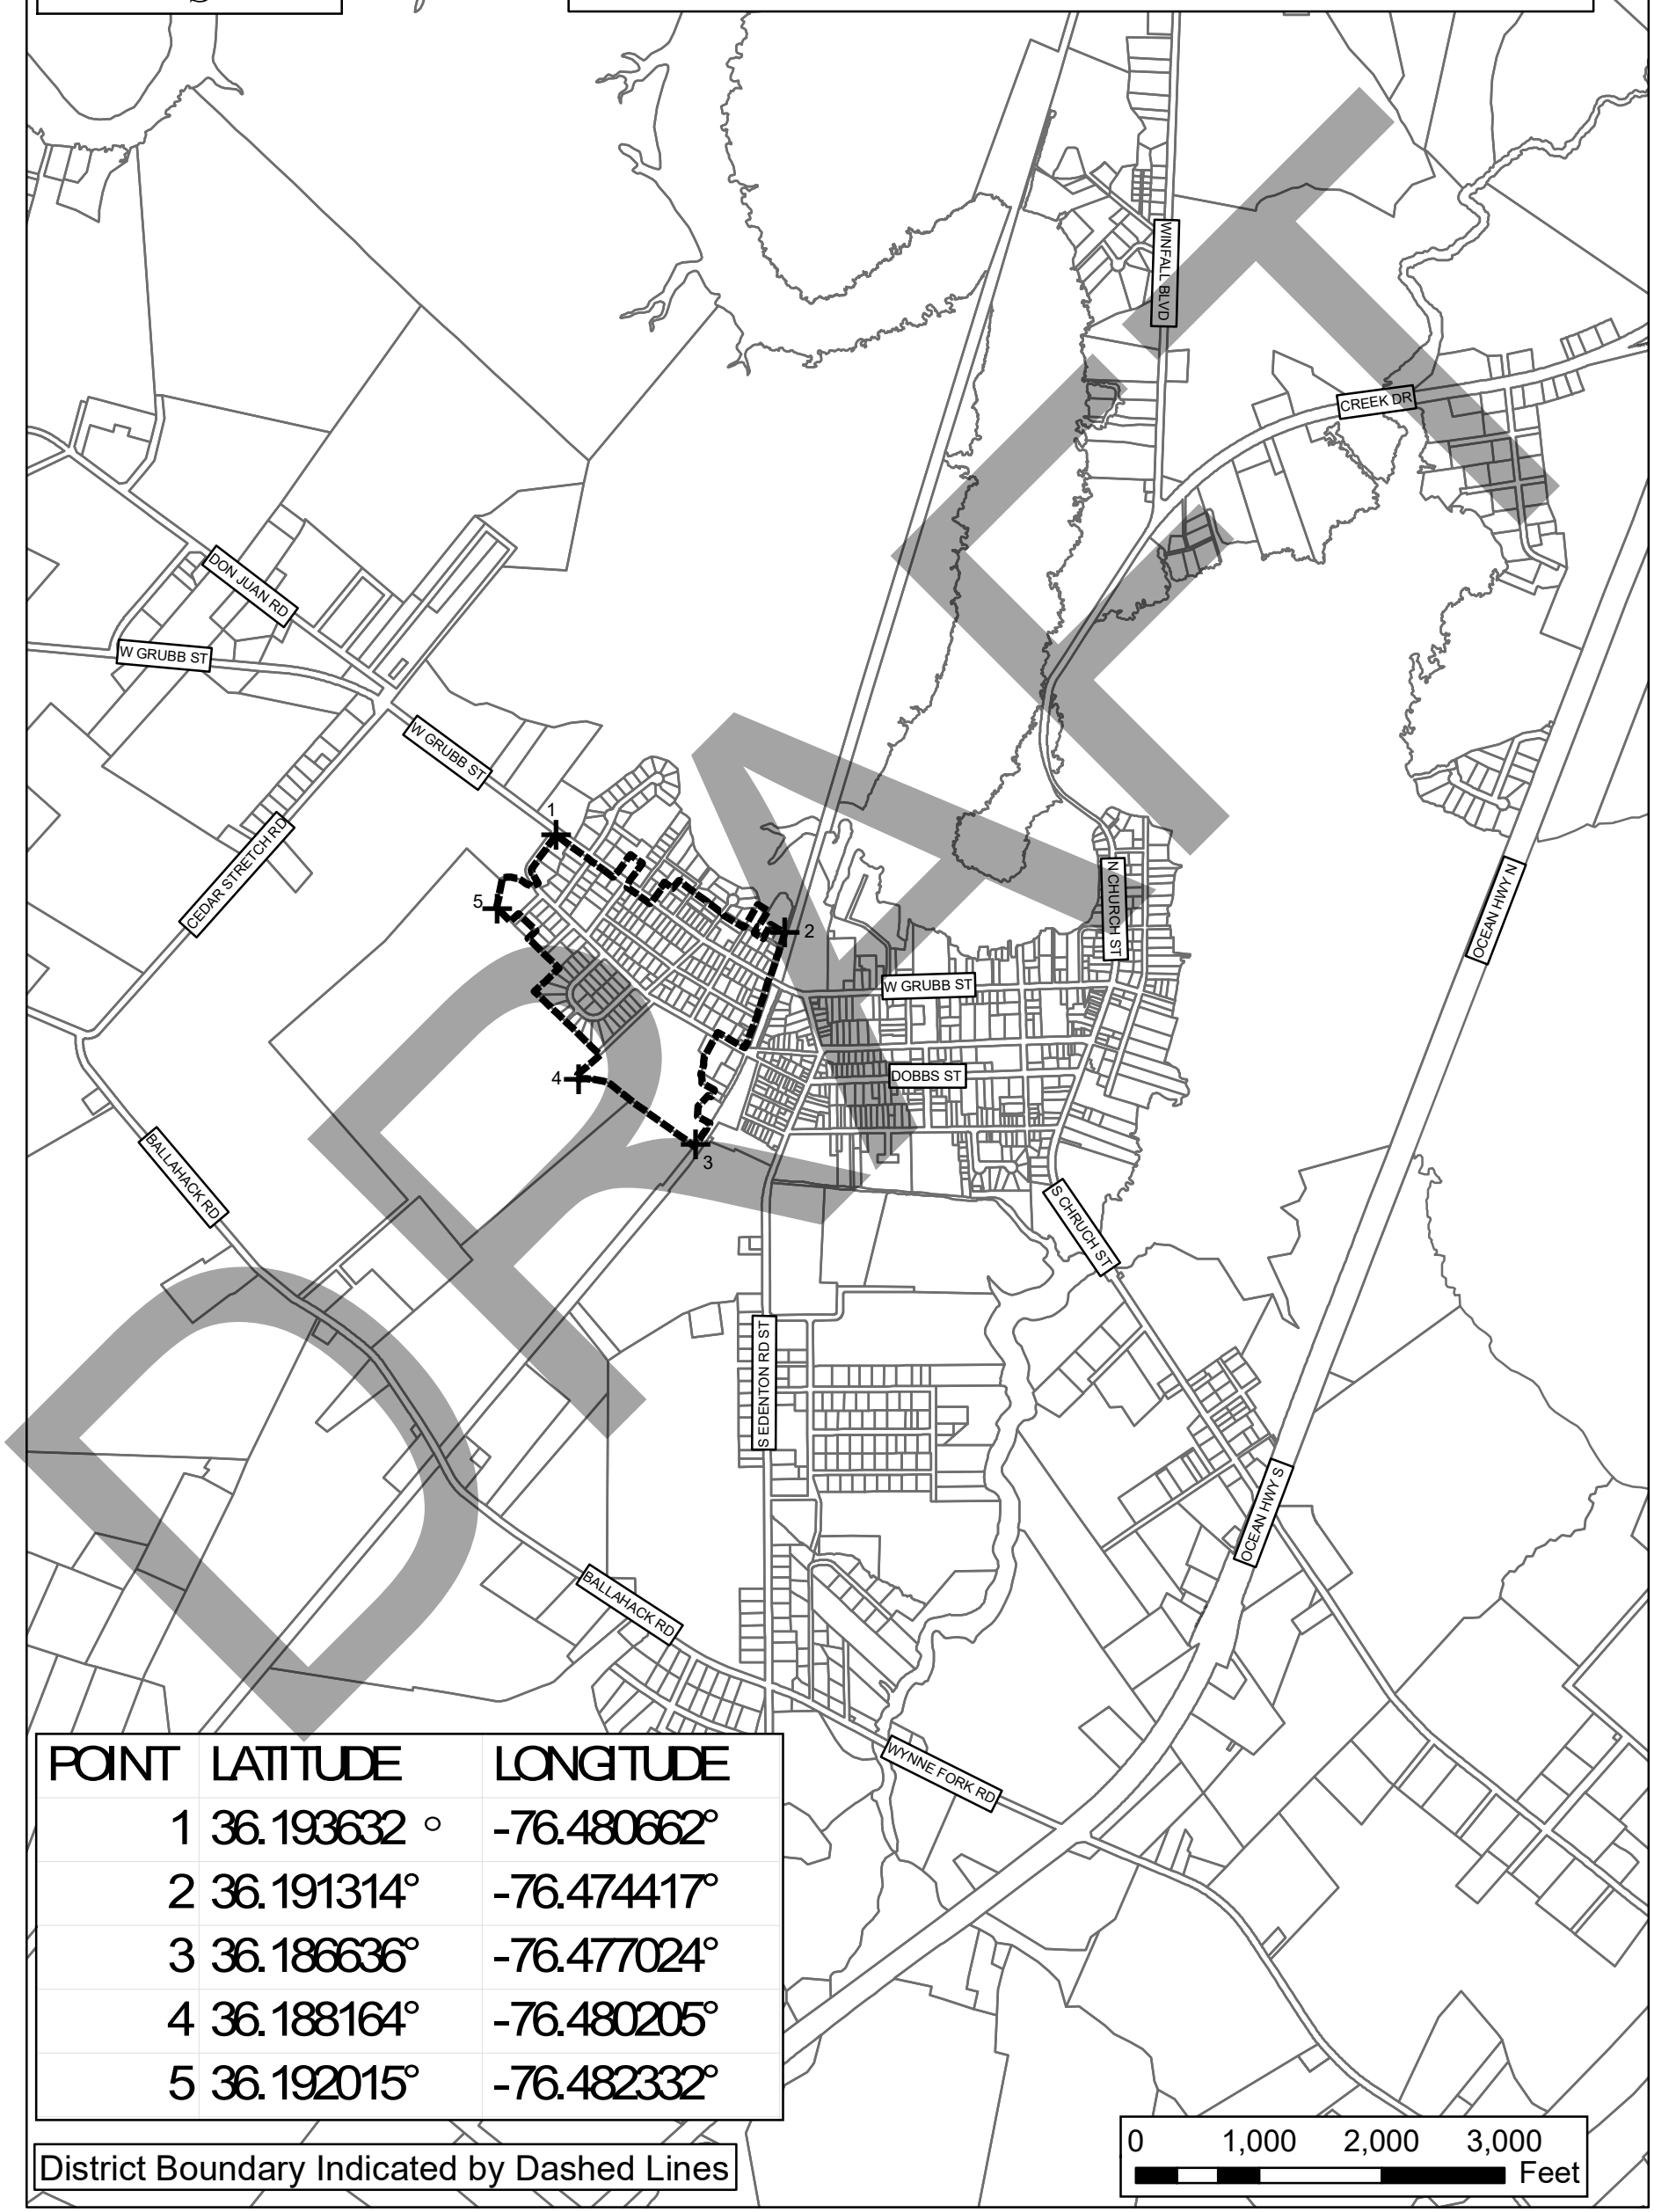 WINFALL BLVD
CREEK DR
DON JUAN RD
W GRUBB ST
W GRUBB ST
CEDAR STRETCH RD
1
5
2
N CHURCH ST
OCEAN HWY N
W GRUBB ST
DOBBS ST
4
3
BALLAHACK RD
S CHRUCH ST
S EDENTON RD ST
OCEAN HWY S
BALLAHACK RD
WYNNE FORK RD
DRAFT
POINT LATITUDE LONGITUDE
1 36.193632 ° -76.480662°
2 36.191314° -76.474417°
3 36.186636° -76.477024°
4 36.188164° -76.480205°
5 36.192015° -76.482332°
District Boundary Indicated by Dashed Lines
0 1,000 2,000 3,000
Feet